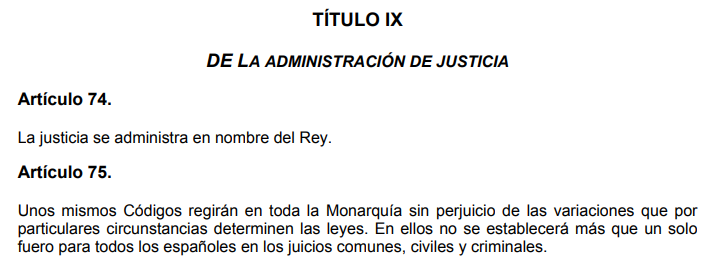 TÍTULO IX
DE LA ADMINISTRACIÓN DE JUSTICIA
Artículo 74.
La justicia se administra en nombre del Rey.
Artículo 75.
Unos mismos Códigos regirán en toda la Monarquía sin perjuicio de las variaciones que por
particulares circunstancias determinen las leyes. En ellos no se establecerá más que un solo
fuero para todos los españoles en los juicios comunes, civiles y criminales.